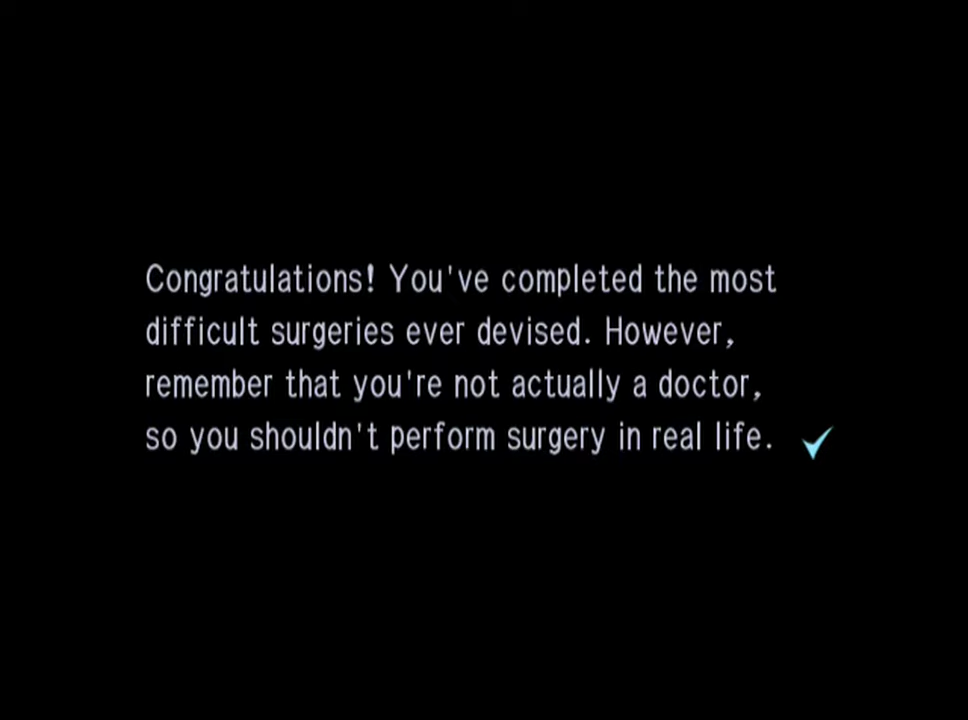 Congratulations! You've completed the most
difficult surgeries ever devised. However,
remember that you're not actually a doctor,
so you shouldn't perform surgery in real life.